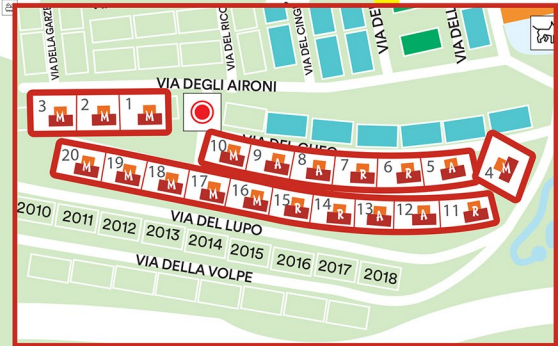 VIA DELLA GARZE
VIA DEL RICC
VIA DEL CING
VIA DE
VIA DELL
VIA DEGLI AIRONI
3 M 2 M 1 M
10 M 9 A 8 A 7 R 6 R 5 A 4 M
20 M 19 M 18 M 17 M 16 M 15 R 14 R 13 A 12 A 11 R
VIA DEL LUPO
2010 2011 2012 2013 2014 2015 2016 2017 2018
VIA DELLA VOLPE